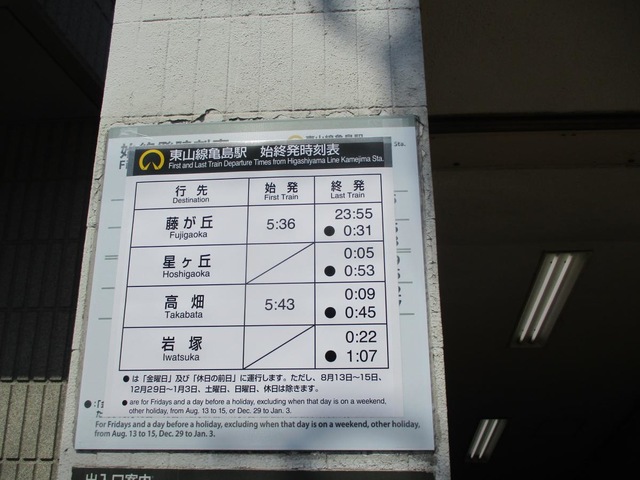 東山線亀島駅 始終発時刻表
First and Last Train Departure Times from Higashiyama Line Kamejima Sta.
行先 始発 終発
Destination First Train Last Train
藤が丘 5:36 23:55
Fujigaoka ● 0:31
星ヶ丘 0:05
Hoshigaoka ● 0:53
高畑 5:43 0:09
Takabata ● 0:45
岩塚 0:22
Iwatsuka ● 1:07
●は「金曜日」及び「休日の前日」に運行します。ただし、8月13日~15日、
12月29日~1月3日、土曜日、日曜日、休日は除きます。
● are for Fridays and a day before a holiday, excluding when that day is on a weekend,
other holiday, from Aug. 13 to 15, or Dec. 29 to Jan. 3.
For Fridays and a day before a holiday, excluding when that day is on a weekend, other holiday,
from Aug. 13 to 15, Dec. 29 to Jan. 3.
出入口案内